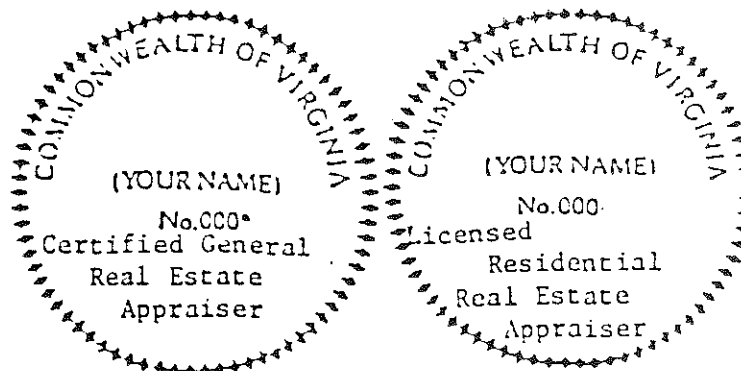 COMMONWEALTH OF VIRGINIA
(YOUR NAME)
No.000
Certified General
Real Estate
Appraiser
COMMONWEALTH OF VIRGINIA
(YOUR NAME)
No.000
Licensed
Residential
Real Estate
Appraiser